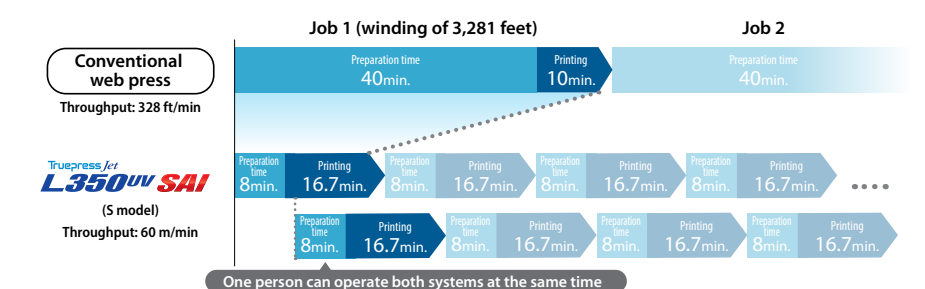 Job 1 (winding of 3,281 feet)
Job 2
Conventional
web press
Throughput: 328 ft/min
Preparation time
40min.
Printing
10min.
Preparation time
40min.
Truepress Jet
L350UV SAI
(S model)
Throughput: 60 m/min
Preparation
time
8min.
Printing
16.7min.
Preparation
time
8min.
Printing
16.7min.
Preparation
time
8min.
Printing
16.7min.
Preparation
time
8min.
Printing
16.7min.
Preparation
time
8min.
Printing
16.7min.
Preparation
time
8min.
Printing
16.7min.
Preparation
time
8min.
Printing
16.7min.
Preparation
time
8min.
Printing
16.7min.
One person can operate both systems at the same time